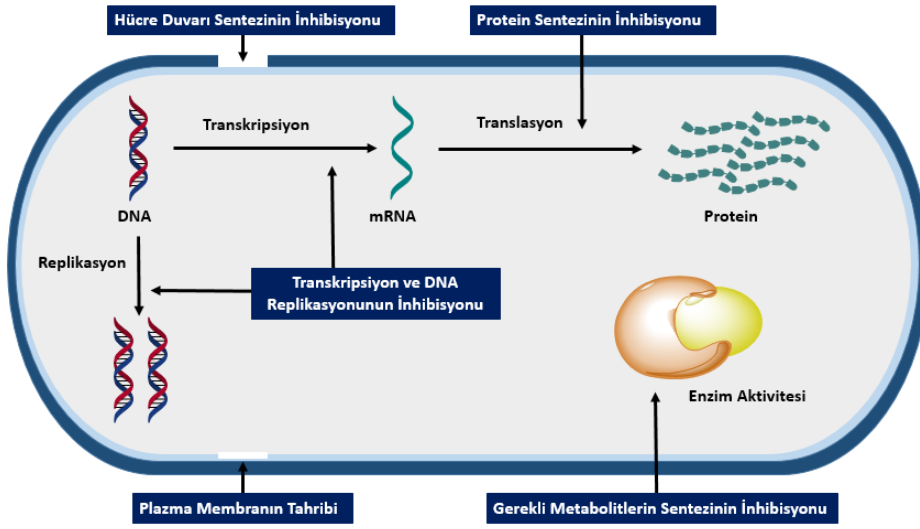 Hücre Duvarı Sentezinin İnhibisyonu
Protein Sentezinin İnhibisyonu
Transkripsiyon
Translasyon
DNA
mRNA
Protein
Replikasyon
Transkripsiyon ve DNA
Replikasyonunun İnhibisyonu
Enzim Aktivitesi
Plazma Membranın Tahribi
Gerekli Metabolitlerin Sentezinin İnhibisyonu